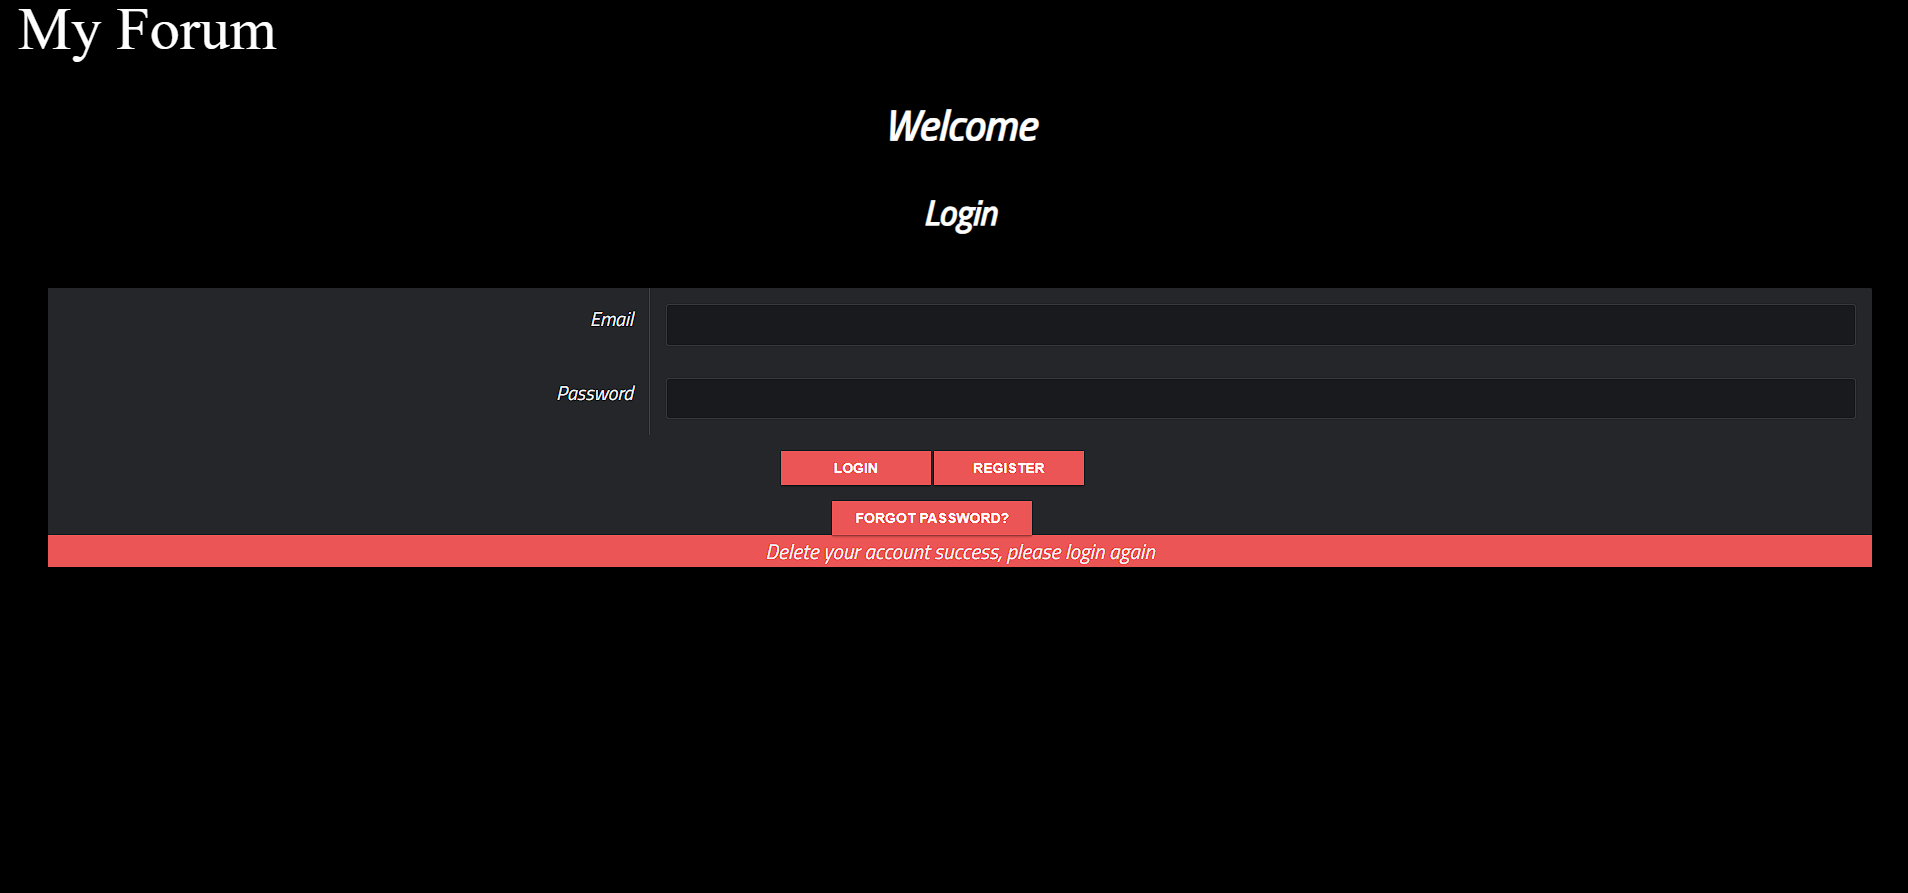 My Forum
Welcome
Login
Email
Password
LOGIN REGISTER
FORGOT PASSWORD?
Delete your account success, please login again